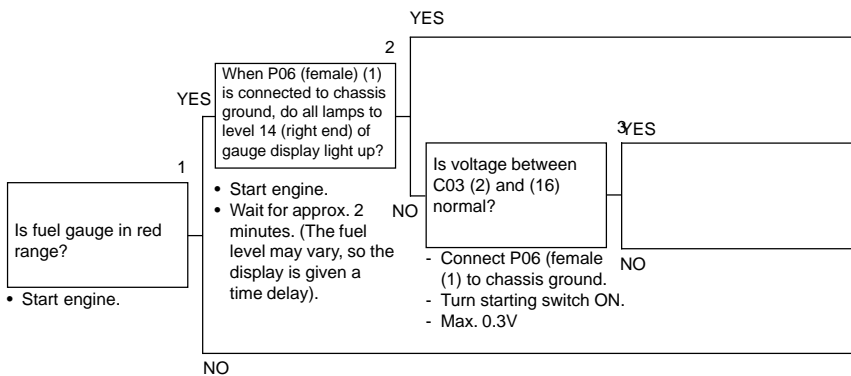 YES
2
When P06 (female) (1)
is connected to chassis
ground, do all lamps to
level 14 (right end) of
gauge display light up?
YES
• Start engine.
• Wait for approx. 2
minutes. (The fuel
level may vary, so the
display is given a
time delay).
1
Is fuel gauge in red
range?
• Start engine.
NO
3
YES
Is voltage between
C03 (2) and (16)
normal?
- Connect P06 (female
(1) to chassis ground.
- Turn starting switch ON.
- Max. 0.3V
NO
NO